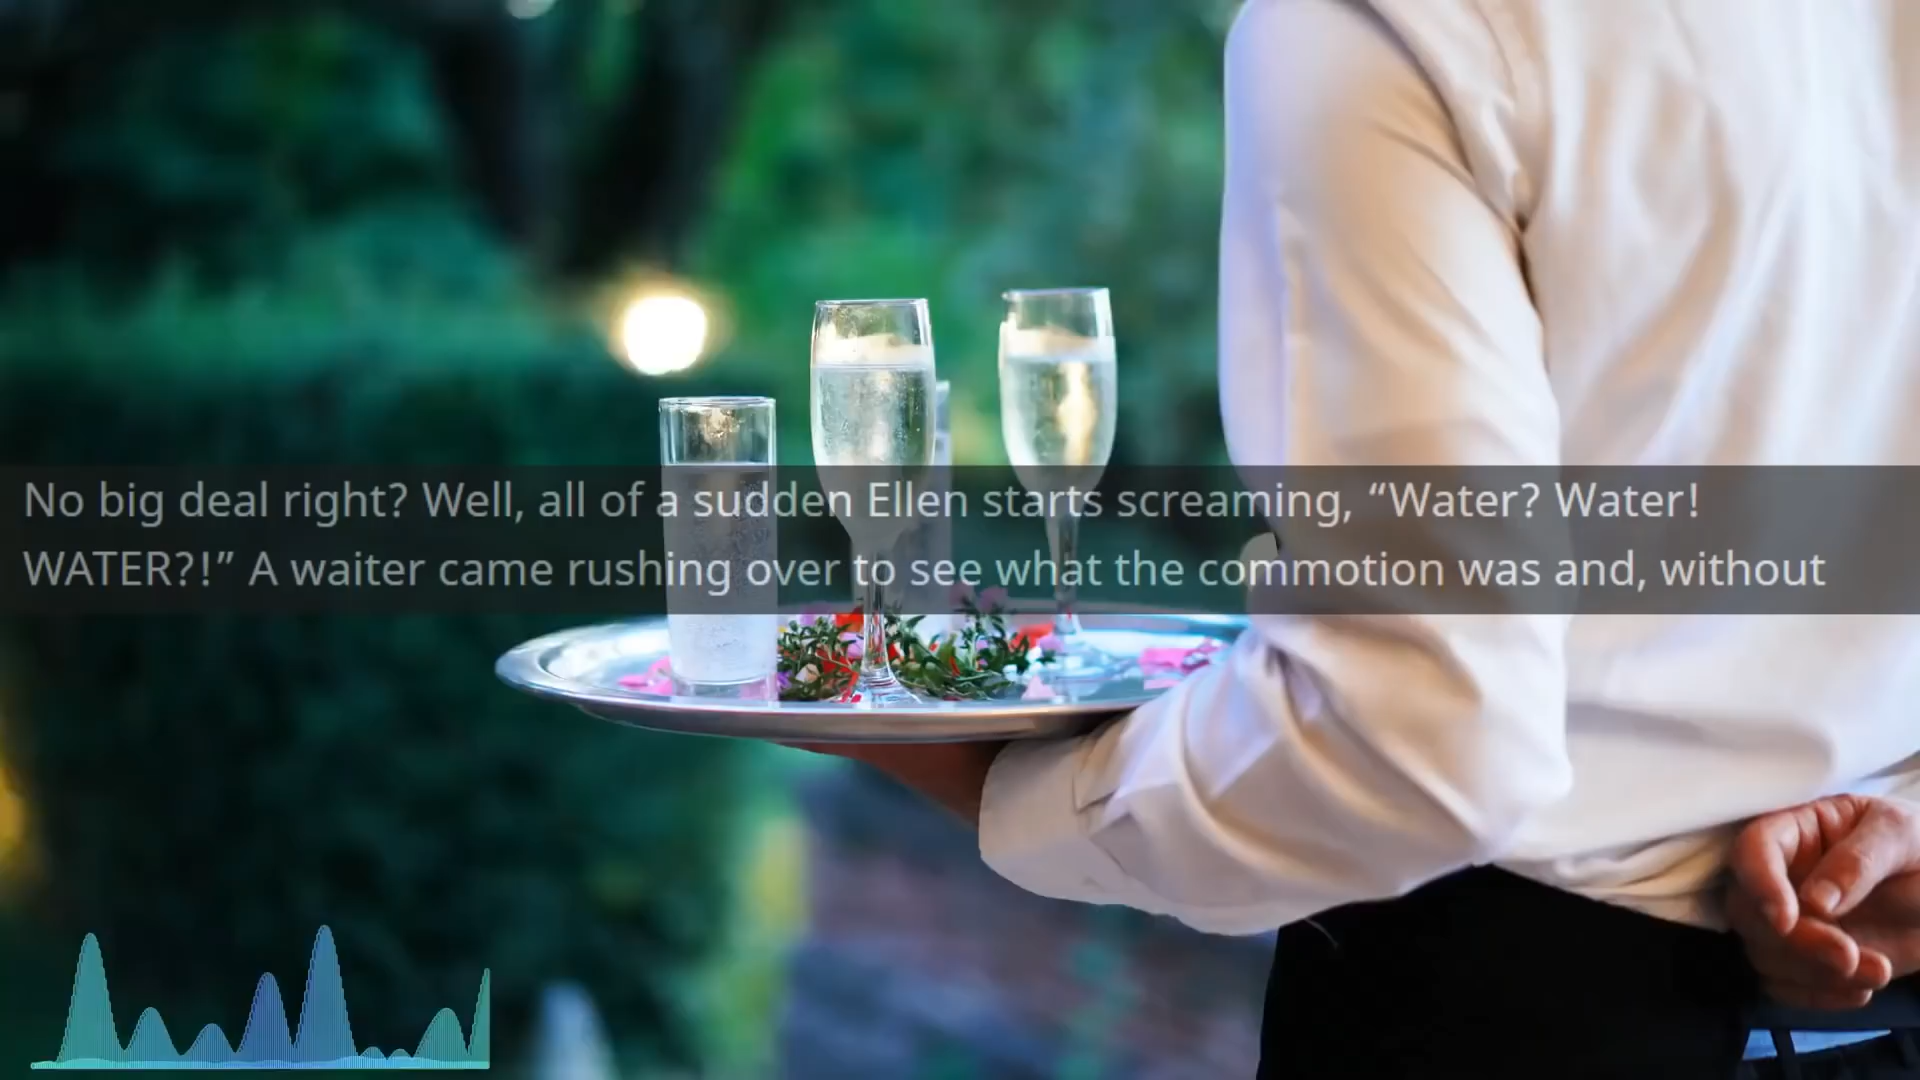 No big deal right? Well, all of a sudden Ellen starts screaming, “Water? Water!
WATER?!” A waiter came rushing over to see what the commotion was and, without